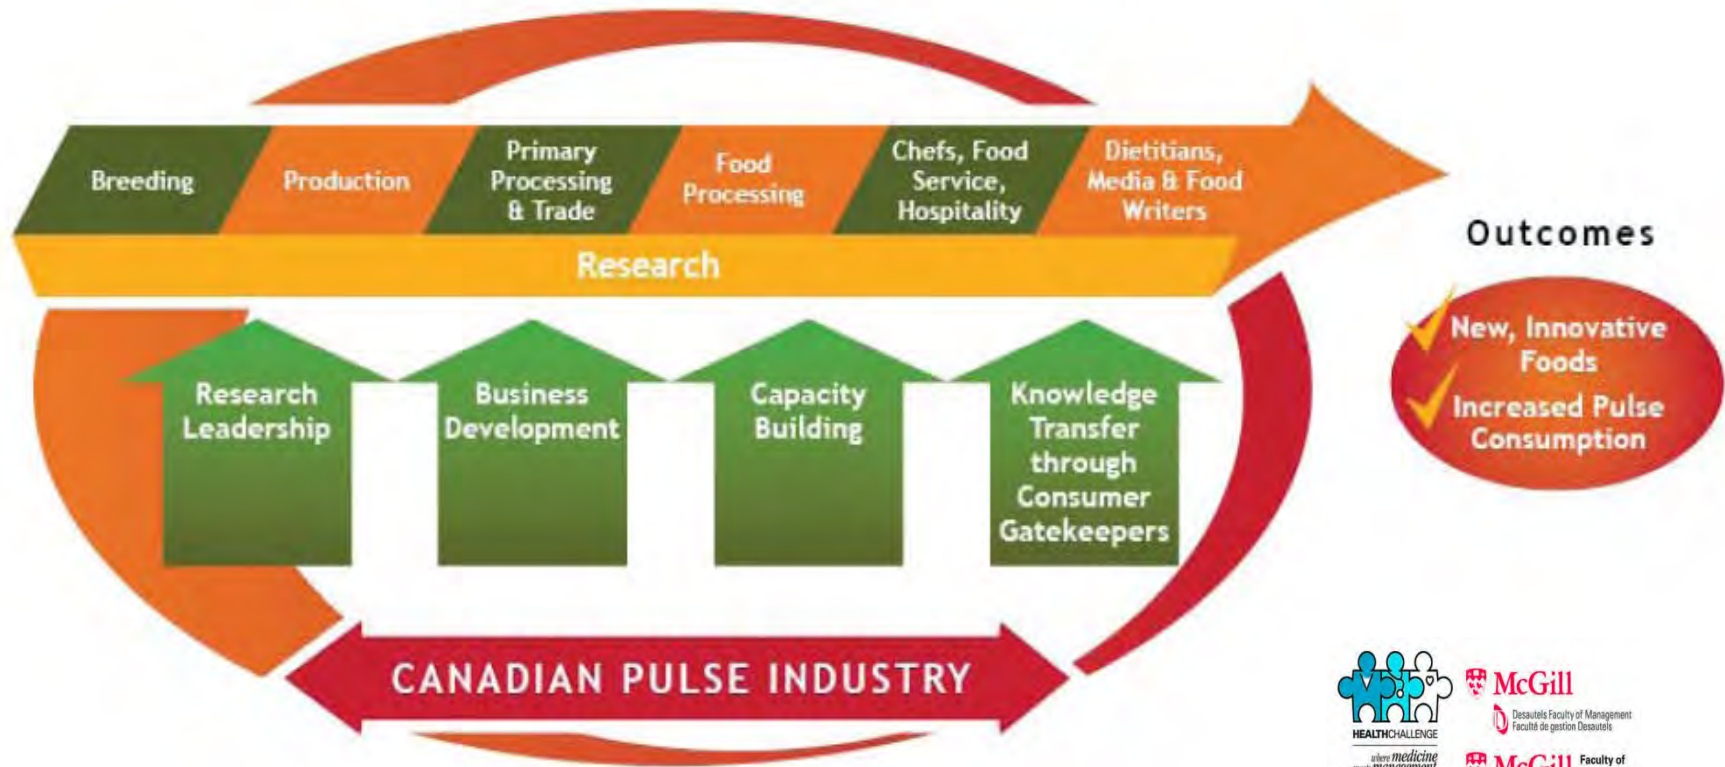 Breeding
Production
Primary
Processing
& Trade
Food
Processing
Chefs, Food
Service,
Hospitality
Dietitians,
Media & Food
Writers
Research
Outcomes
New, Innovative
Foods
Increased Pulse
Consumption
Research
Leadership
Business
Development
Capacity
Building
Knowledge
Transfer
through
Consumer
Gatekeepers
CANADIAN PULSE INDUSTRY
HEALTHCHALLENGE
where medicine
McGill
Desautels Faculty of Management
Faculté de gestion Desautels
McGill
Faculty of